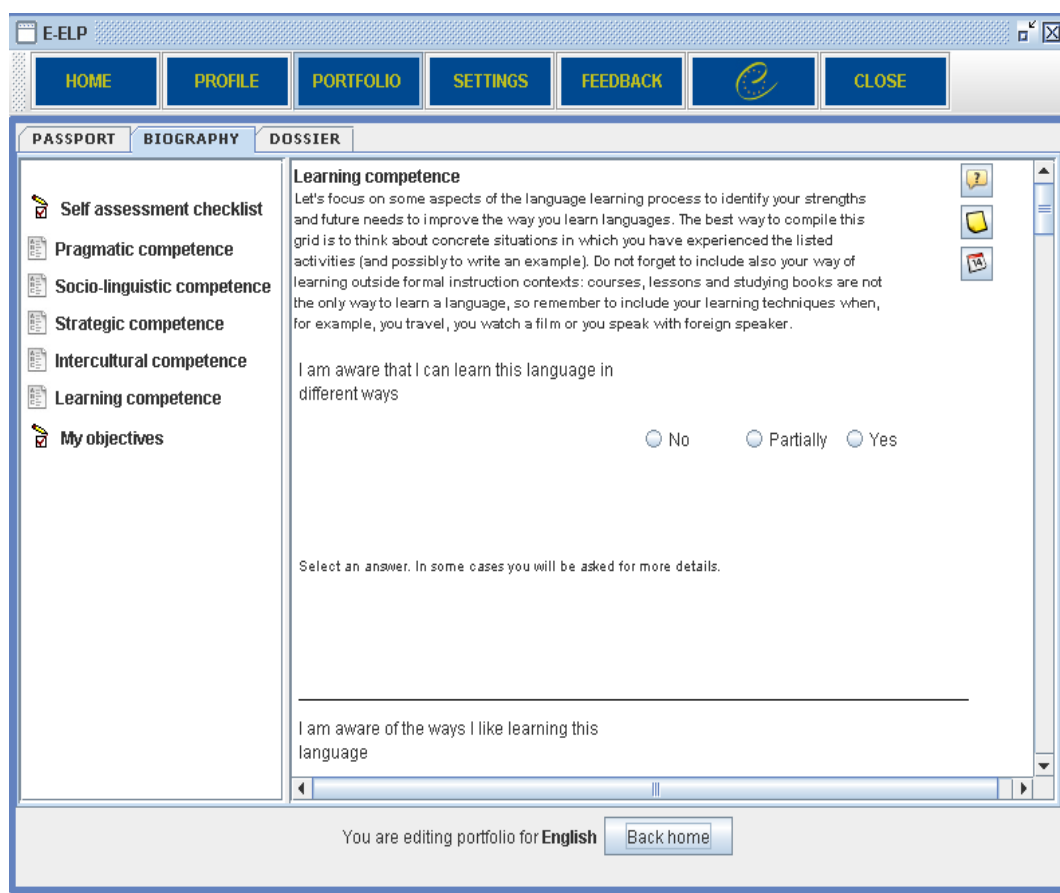 E-ELP
HOME PROFILE PORTFOLIO SETTINGS FEEDBACK e CLOSE
PASSPORT BIOGRAPHY DOSSIER
Self assessment checklist
Pragmatic competence
Socio-linguistic competence
Strategic competence
Intercultural competence
Learning competence
My objectives
Learning competence
Let's focus on some aspects of the language learning process to identify your strengths
and future needs to improve the way you learn languages. The best way to compile this
grid is to think about concrete situations in which you have experienced the listed
activities (and possibly to write an example). Do not forget to include also your way of
learning outside formal instruction contexts: courses, lessons and studying books are not
the only way to learn a language, so remember to include your learning techniques when,
for example, you travel, you watch a film or you speak with foreign speaker.
?
14
I am aware that I can learn this language in
different ways
No Partially Yes
Select an answer. In some cases you will be asked for more details.
I am aware of the ways I like learning this
language
You are editing portfolio for English Back home